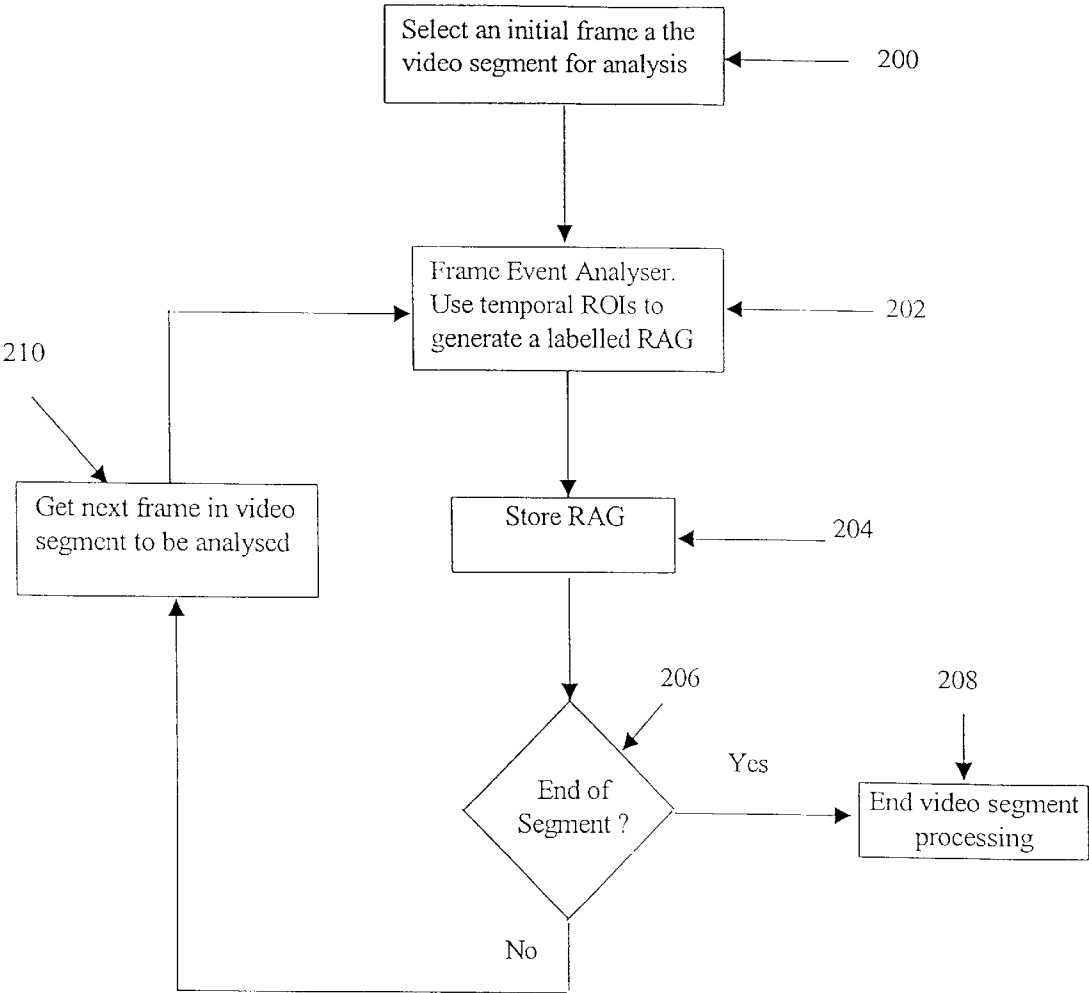 Select an initial frame a the
video segment for analysis
200
Frame Event Analyser.
Use temporal ROIs to
generate a labelled RAG
202
210
Get next frame in video
segment to be analysed
Store RAG
204
206
208
Yes
End of
Segment ?
End video segment
processing
No